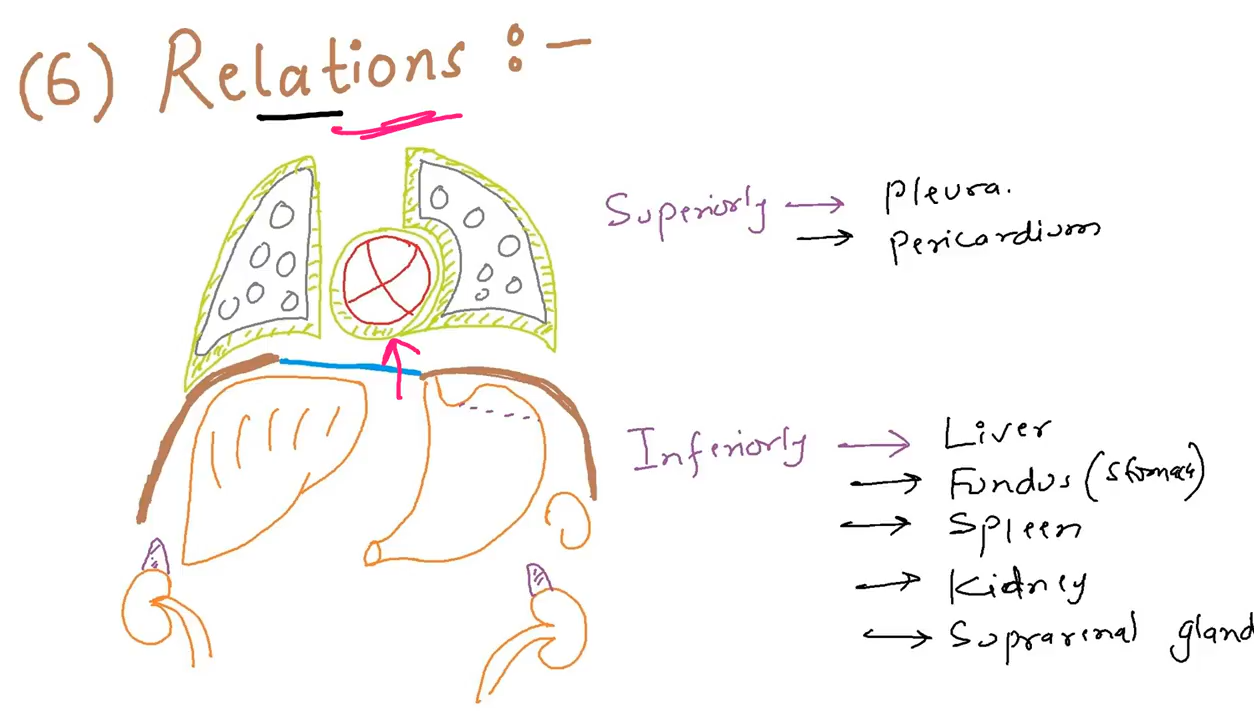 (6) Relations :-
Superiorly → Pleura.
→ Pericardium
Inferiorly → Liver
→ Fundus (stomach)
→ Spleen
→ Kidney
→ Suprarenal gland